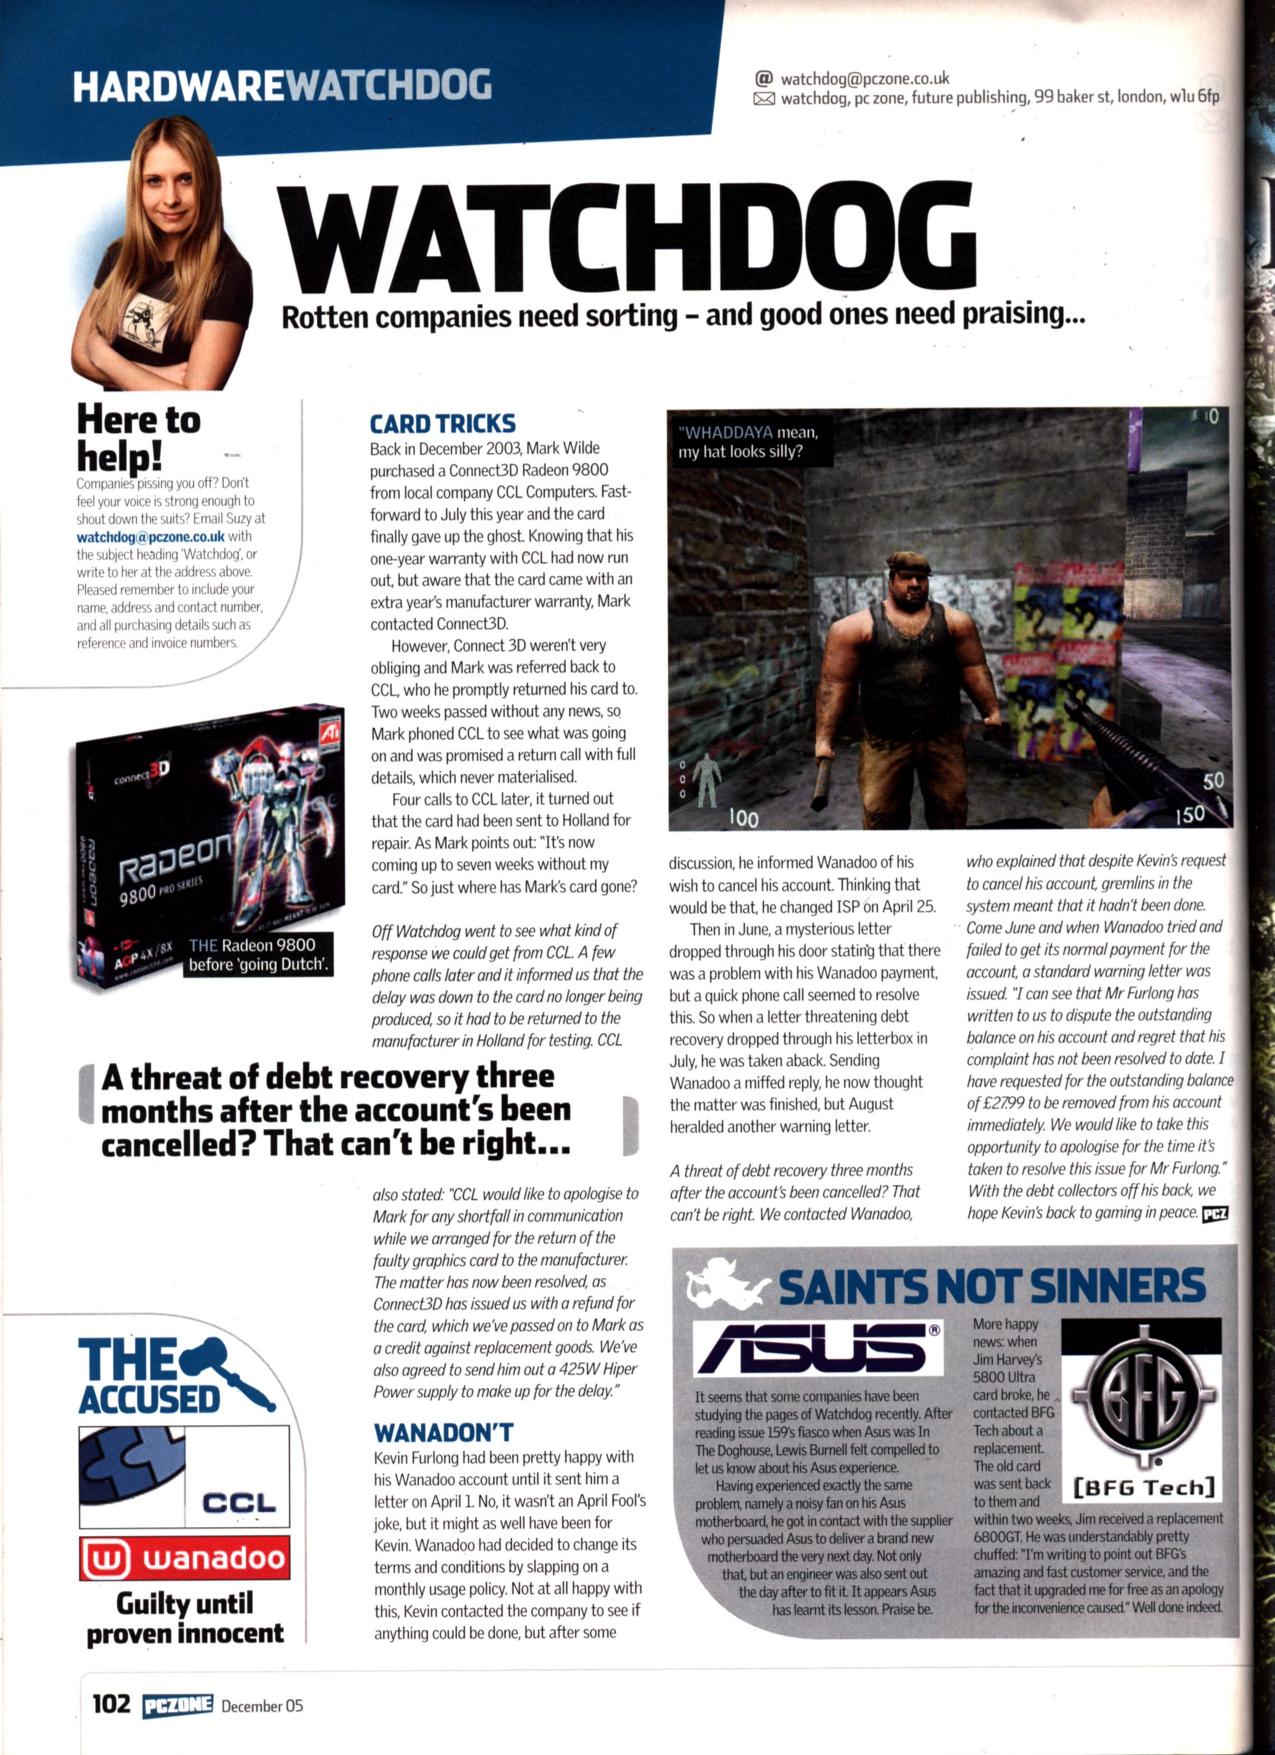 HARDWAREWATCHDOG
@ watchdog@pczone.co.uk
watchdog, pc zone, future publishing, 99 baker st, london, w1u 6fp
WATCHDOG
Rotten companies need sorting – and good ones need praising...
Here to
help!
Companies pissing you off? Don't
feel your voice is strong enough to
shout down the suits? Email Suzy at
watchdog@pczone.co.uk with
the subject heading 'Watchdog', or
write to her at the address above.
Pleased remember to include your
name, address and contact number,
and all purchasing details such as
reference and invoice numbers.
connect3D
ATI
RADEON
9800 PRO SERIES
RADEON
9800 PRO SERIES
AGP 4X/8X
THE Radeon 9800
before 'going Dutch'.
CARD TRICKS
Back in December 2003, Mark Wilde
purchased a Connect3D Radeon 9800
from local company CCL Computers. Fast-
forward to July this year and the card
finally gave up the ghost. Knowing that his
one-year warranty with CCL had now run
out, but aware that the card came with an
extra year's manufacturer warranty, Mark
contacted Connect3D.
However, Connect 3D weren't very
obliging and Mark was referred back to
CCL, who he promptly returned his card to.
Two weeks passed without any news, so
Mark phoned CCL to see what was going
on and was promised a return call with full
details, which never materialised.
Four calls to CCL later, it turned out
that the card had been sent to Holland for
repair. As Mark points out: "It's now
coming up to seven weeks without my
card." So just where has Mark's card gone?
Off Watchdog went to see what kind of
response we could get from CCL. A few
phone calls later and it informed us that the
delay was down to the card no longer being
produced, so it had to be returned to the
manufacturer in Holland for testing. CCL
A threat of debt recovery three
months after the account's been
cancelled? That can't be right...
also stated: "CCL would like to apologise to
Mark for any shortfall in communication
while we arranged for the return of the
faulty graphics card to the manufacturer.
The matter has now been resolved, as
Connect3D has issued us with a refund for
the card, which we've passed on to Mark as
a credit against replacement goods. We've
also agreed to send him out a 425W Hiper
Power supply to make up for the delay."
WANADON'T
Kevin Furlong had been pretty happy with
his Wanadoo account until it sent him a
letter on April 1. No, it wasn't an April Fool's
joke, but it might as well have been for
Kevin. Wanadoo had decided to change its
terms and conditions by slapping on a
monthly usage policy. Not at all happy with
this, Kevin contacted the company to see if
anything could be done, but after some
"WHADDAYA mean,
my hat looks silly?
0
0
0
0
100
50
150
discussion, he informed Wanadoo of his
wish to cancel his account. Thinking that
would be that, he changed ISP on April 25.
Then in June, a mysterious letter
dropped through his door stating that there
was a problem with his Wanadoo payment,
but a quick phone call seemed to resolve
this. So when a letter threatening debt
recovery dropped through his letterbox in
July, he was taken aback. Sending
Wanadoo a miffed reply, he now thought
the matter was finished, but August
heralded another warning letter.
A threat of debt recovery three months
after the account's been cancelled? That
can't be right. We contacted Wanadoo,
who explained that despite Kevin's request
to cancel his account, gremlins in the
system meant that it hadn't been done.
Come June and when Wanadoo tried and
failed to get its normal payment for the
account, a standard warning letter was
issued. "I can see that Mr Furlong has
written to us to dispute the outstanding
balance on his account and regret that his
complaint has not been resolved to date. I
have requested for the outstanding balance
of £27.99 to be removed from his account
immediately. We would like to take this
opportunity to apologise for the time it's
taken to resolve this issue for Mr Furlong."
With the debt collectors off his back, we
hope Kevin's back to gaming in peace. PCZ
THE
ACCUSED
CCL
wanadoo
Guilty until
proven innocent
SAINTS NOT SINNERS
ASUS®
It seems that some companies have been
studying the pages of Watchdog recently. After
reading issue 159's fiasco when Asus was In
The Doghouse, Lewis Burnell felt compelled to
let us know about his Asus experience.
Having experienced exactly the same
problem, namely a noisy fan on his Asus
motherboard, he got in contact with the supplier
who persuaded Asus to deliver a brand new
motherboard the very next day. Not only
that, but an engineer was also sent out
the day after to fit it. It appears Asus
has learnt its lesson. Praise be.
More happy
news: when
Jim Harvey's
5800 Ultra
card broke, he
contacted BFG
Tech about a
replacement.
The old card
was sent back
to them and
within two weeks, Jim received a replacement
6800GT. He was understandably pretty
chuffed: "I'm writing to point out BFG's
amazing and fast customer service, and the
fact that it upgraded me for free as an apology
for the inconvenience caused." Well done indeed.
BFG®
[BFG Tech]
102 PCZONE December 05